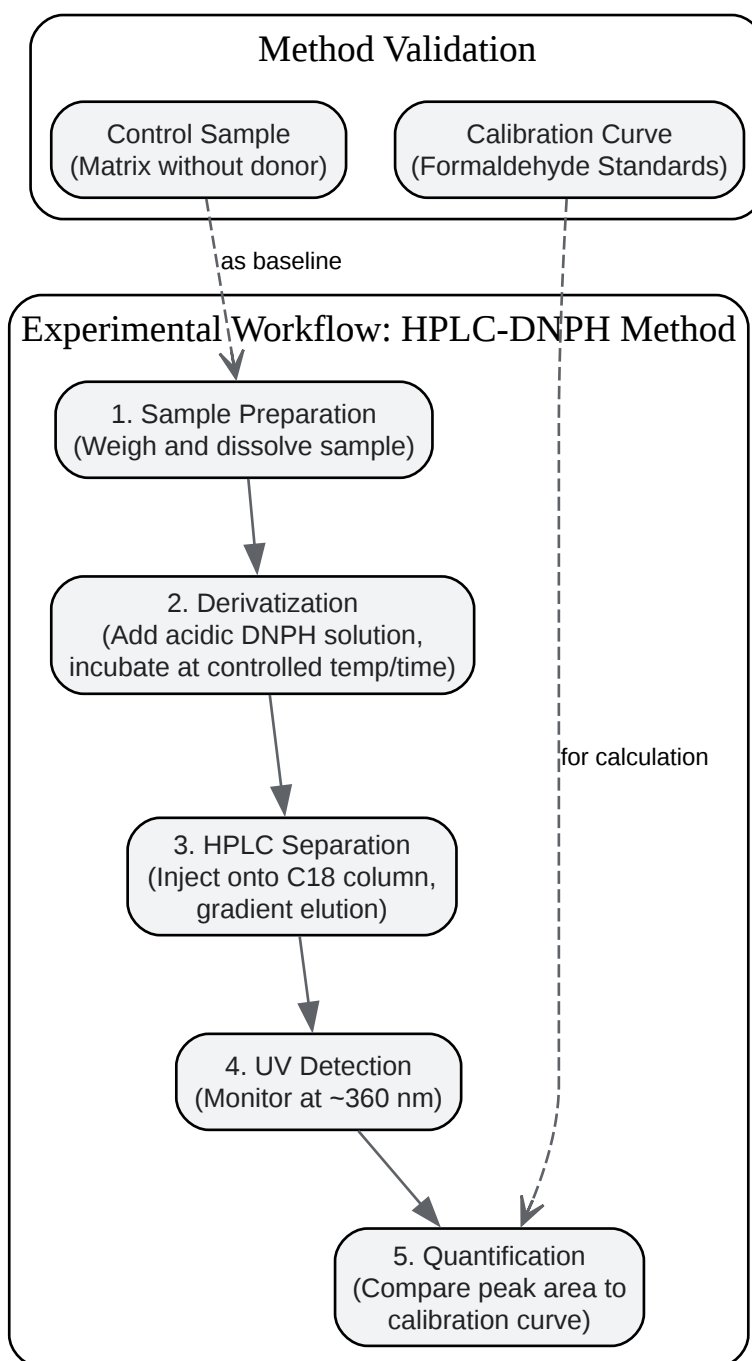 Method Validation
Control Sample
(Matrix without donor)
Calibration Curve
(Formaldehyde Standards)
as baseline
Experimental Workflow: HPLC-DNPH Method
1. Sample Preparation
(Weigh and dissolve sample)
2. Derivatization
(Add acidic DNPH solution,
incubate at controlled temp/time)
for calculation
3. HPLC Separation
(Inject onto C18 column,
gradient elution)
4. UV Detection
(Monitor at ~360 nm)
5. Quantification
(Compare peak area to
calibration curve)